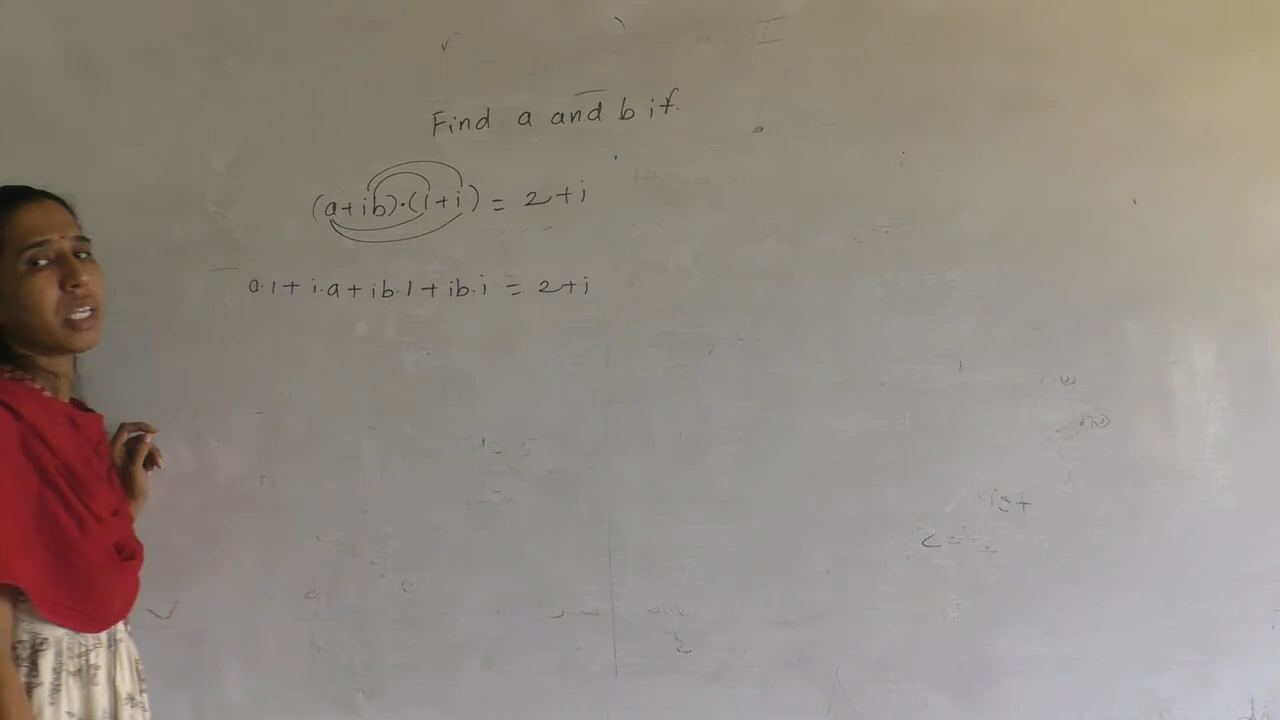 Find a and b if.
(a+ib)·(1+i) = 2+i
a·1+ i·a+ ib·1+ ib·i = 2+i